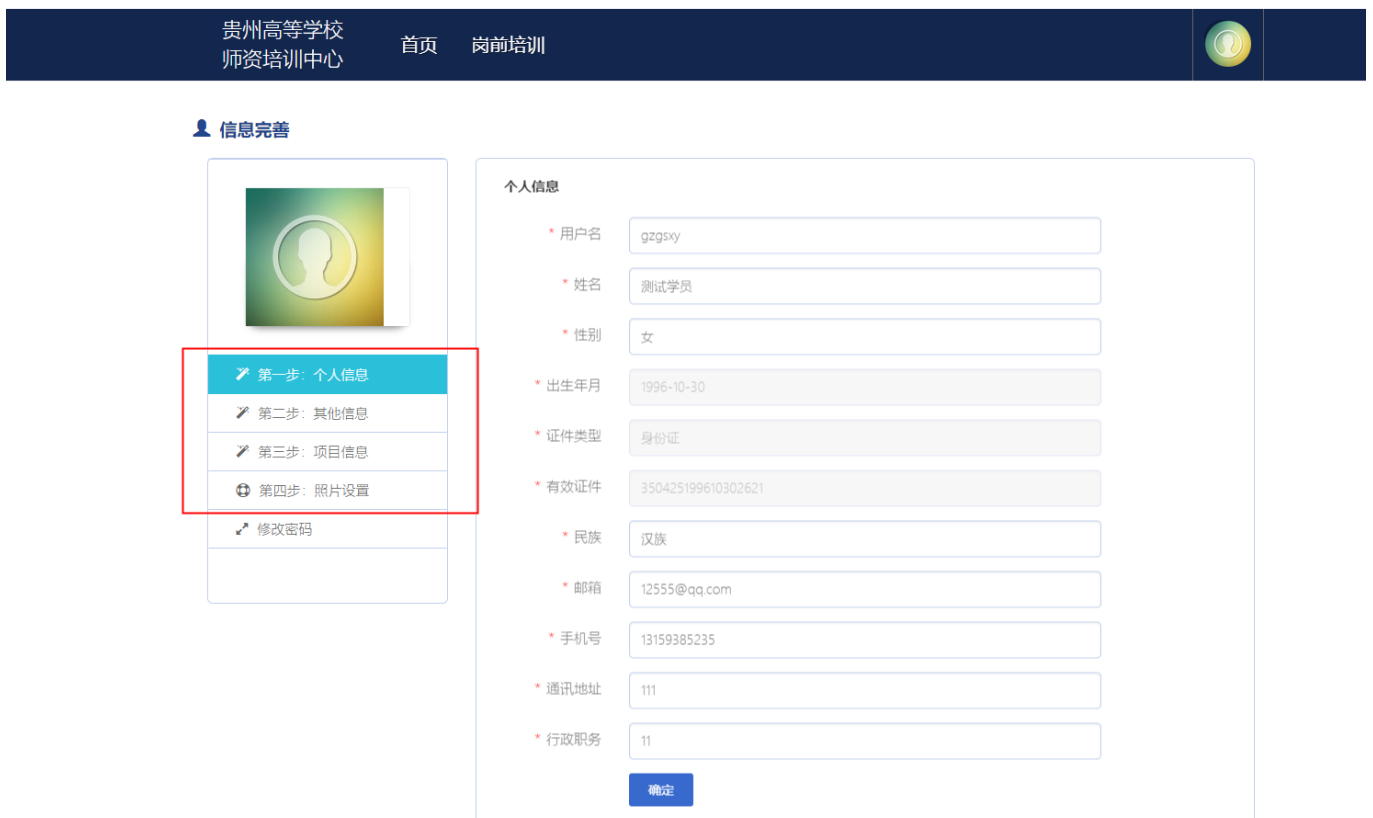 贵州高等学校
师资培训中心
首页
岗前培训
信息完善
第一步：个人信息
第二步：其他信息
第三步：项目信息
第四步：照片设置
修改密码
个人信息
* 用户名 gzgsxy
* 姓名 测试学员
* 性别 女
* 出生年月 1996-10-30
* 证件类型 身份证
* 有效证件 350425199610302621
* 民族 汉族
* 邮箱 12555@qq.com
* 手机号 13159385235
* 通讯地址 111
* 行政职务 11
确定